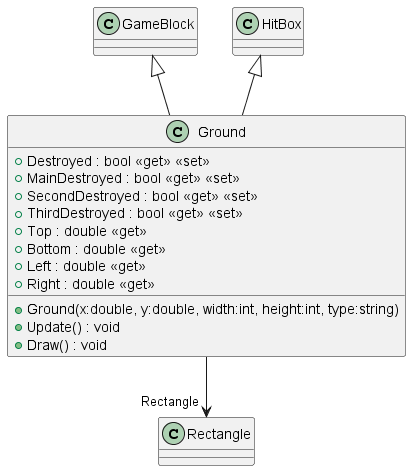 C GameBlock
C HitBox
C Ground
Destroyed : bool «get» «set»
MainDestroyed : bool «get» «set»
SecondDestroyed : bool «get» «set»
ThirdDestroyed : bool «get» «set»
Top : double «get»
Bottom : double «get»
Left : double «get»
Right : double «get»
Ground(x:double, y:double, width:int, height:int, type:string)
Update() : void
Draw() : void
Rectangle
C Rectangle